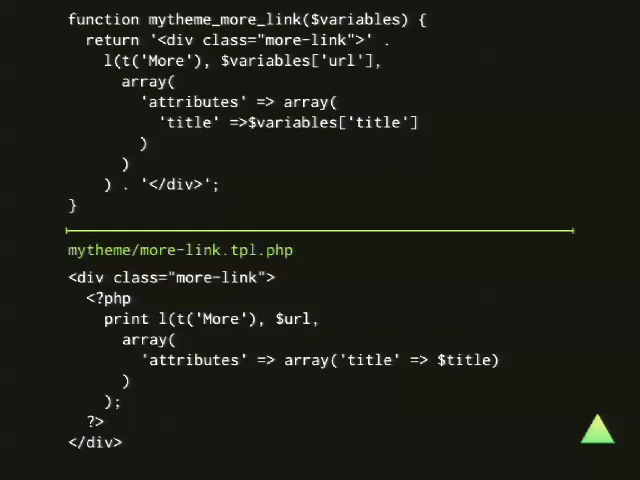 function mytheme_more_link($variables) {
return '<div class="more-link">' .
l(t('More'), $variables['url'],
array(
'attributes' => array(
'title' =>$variables['title']
)
)
) . '</div>';
}
mytheme/more-link.tpl.php
<div class="more-link">
<?php
print l(t('More'), $url,
array(
'attributes' => array('title' => $title)
)
);
?>
</div>